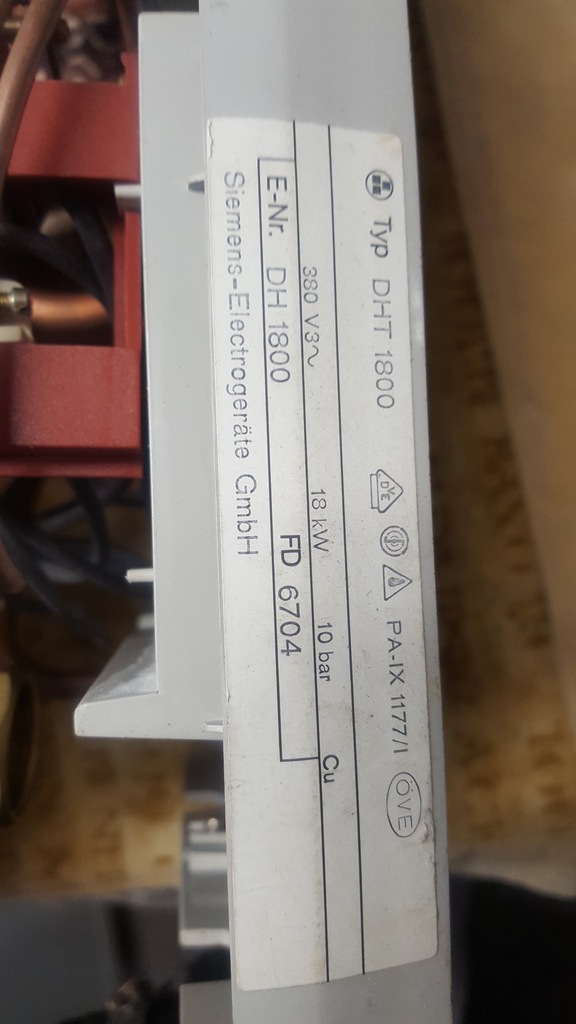 Typ DHT 1800 DVE PA-IX 1177/I ÖVE
380 V3~ 18 kW 10 bar Cu
E-Nr. DH 1800 FD 6704
Siemens-Electrogeräte GmbH